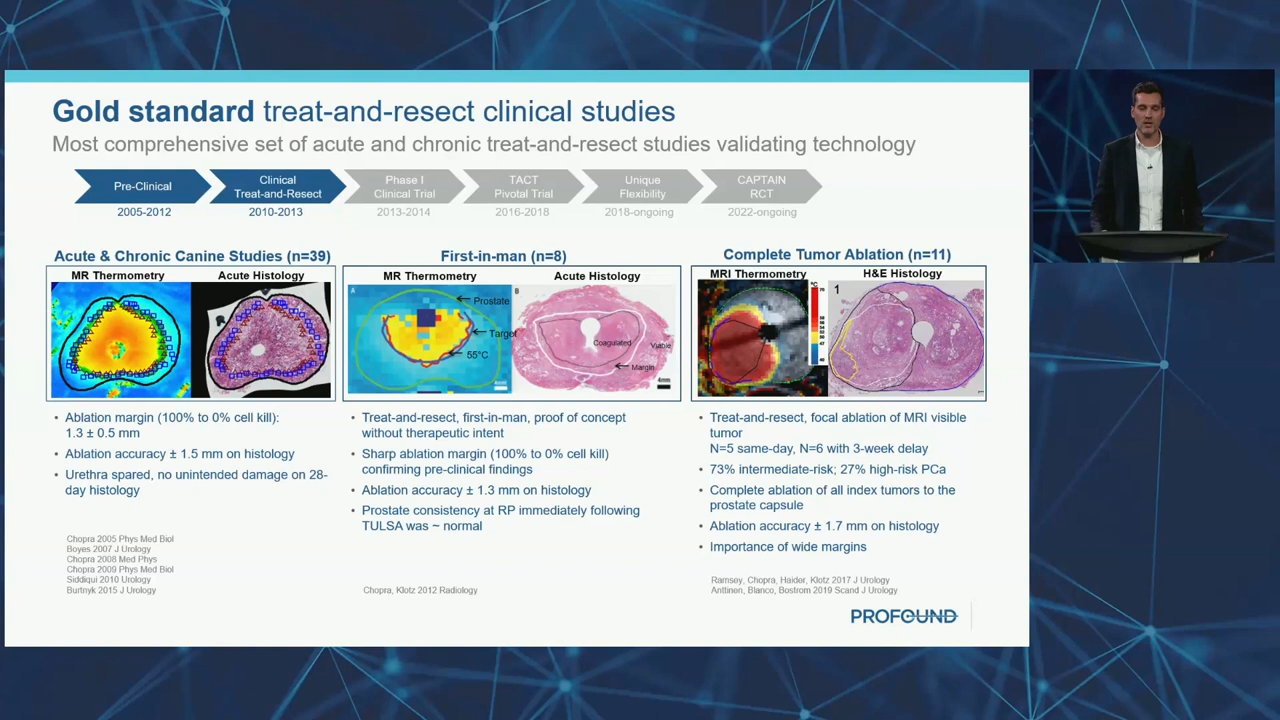 Gold standard treat-and-resect clinical studies
Most comprehensive set of acute and chronic treat-and-resect studies validating technology
Pre-Clinical
2005-2012
Clinical
Treat-and-Resect
2010-2013
Phase I
Clinical Trial
2013-2014
TACT
Pivotal Trial
2016-2018
Unique
Flexibility
2018-ongoing
CAPTAIN
RCT
2022-ongoing
Acute & Chronic Canine Studies (n=39)
MR Thermometry
Acute Histology
• Ablation margin (100% to 0% cell kill):
1.3 ± 0.5 mm
• Ablation accuracy ± 1.5 mm on histology
• Urethra spared, no unintended damage on 28-
day histology
Chopra 2005 Phys Med Biol
Boyes 2007 J Urology
Chopra 2008 Med Phys
Chopra 2009 Phys Med Biol
Siddiqui 2010 Urology
Burtnyk 2015 J Urology
First-in-man (n=8)
MR Thermometry
Acute Histology
A
Prostate
Target
55°C
B
Coagulated
Viable
Margin
4mm
• Treat-and-resect, first-in-man, proof of concept
without therapeutic intent
• Sharp ablation margin (100% to 0% cell kill)
confirming pre-clinical findings
• Ablation accuracy ± 1.3 mm on histology
• Prostate consistency at RP immediately following
TULSA was ~ normal
Chopra, Klotz 2012 Radiology
Complete Tumor Ablation (n=11)
MRI Thermometry
H&E Histology
°C
1
• Treat-and-resect, focal ablation of MRI visible
tumor
N=5 same-day, N=6 with 3-week delay
• 73% intermediate-risk; 27% high-risk PCa
• Complete ablation of all index tumors to the
prostate capsule
• Ablation accuracy ± 1.7 mm on histology
• Importance of wide margins
Ramsey, Chopra, Haider, Klotz 2017 J Urology
Anttinen, Blanco, Bostrom 2019 Scand J Urology
PROFOUND